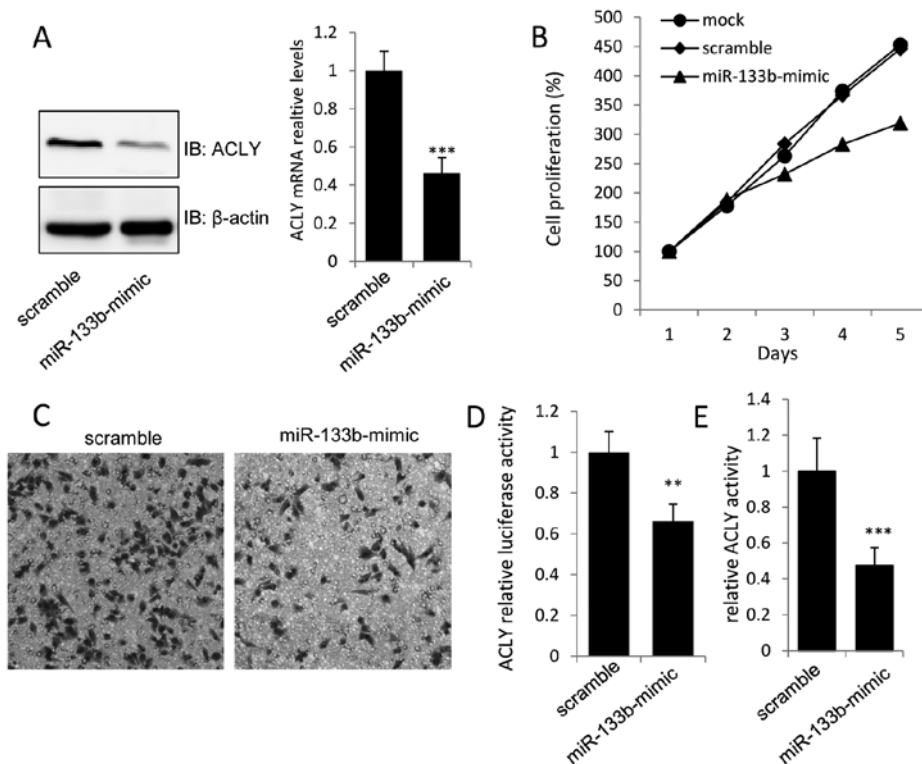 A
IB: ACLY
IB: β-actin
scramble
miR-133b-mimic
ACLY mRNA realtive levels
1.2
1
0.8
0.6
0.4
0.2
0
***
scramble
miR-133b-mimic
B
Cell proliferation (%)
500
450
400
350
300
250
200
150
100
50
0
mock
scramble
miR-133b-mimic
1 2 3 4 5
Days
C
scramble
miR-133b-mimic
D
ACLY relative luciferase activity
1.2
1
0.8
0.6
0.4
0.2
0
**
scramble
miR-133b-mimic
E
relative ACLY activity
1.4
1.2
1
0.8
0.6
0.4
0.2
0
***
scramble
miR-133b-mimic